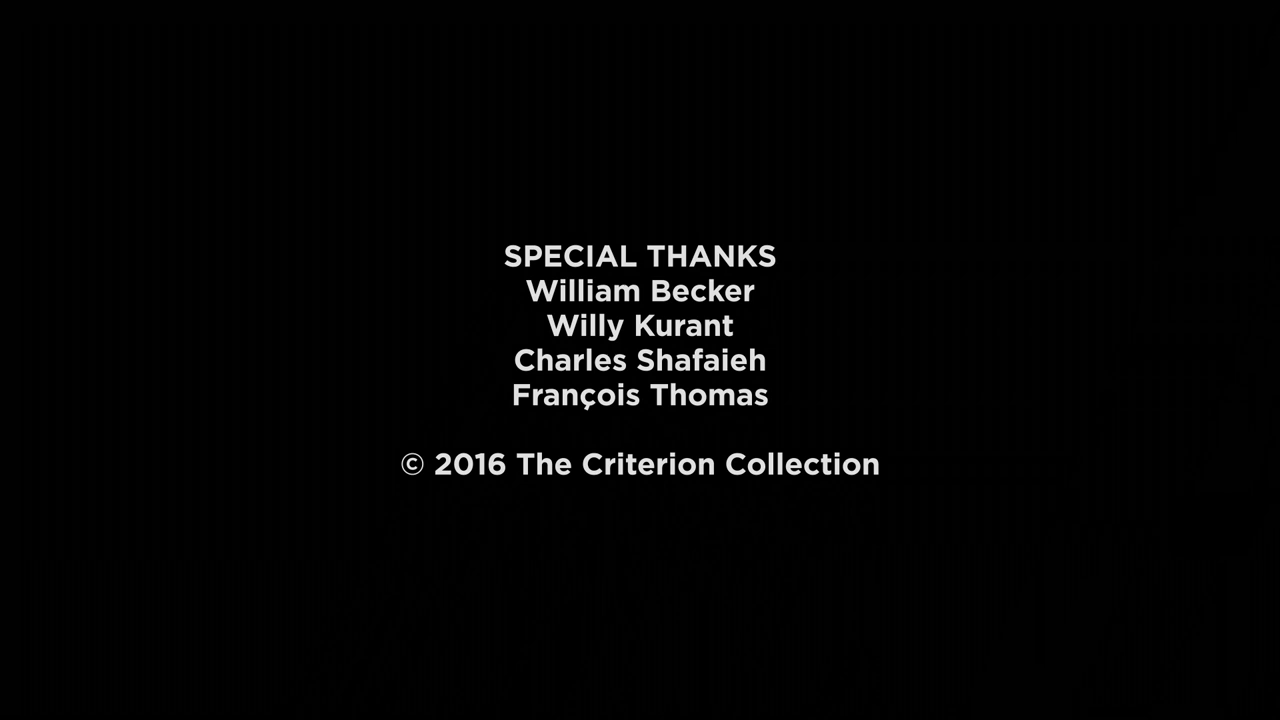 SPECIAL THANKS
William Becker
Willy Kurant
Charles Shafaieh
François Thomas
© 2016 The Criterion Collection